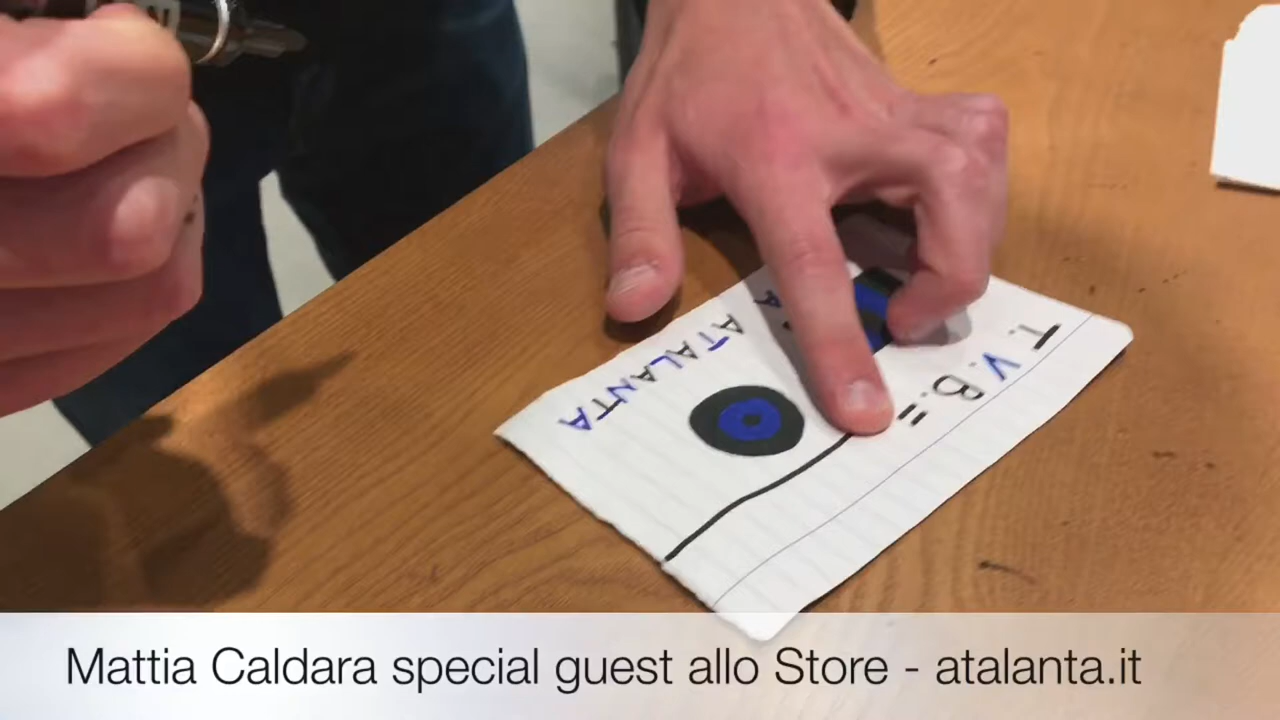 T. V. B. =
ATALANTA
Mattia Caldara special guest allo Store - atalanta.it